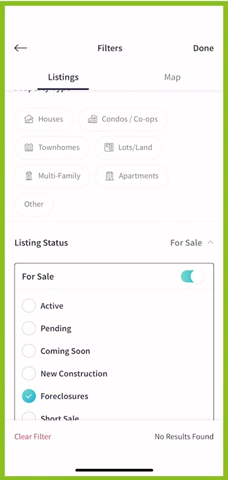 Filters
Done
Listings
Map
Houses
Condos / Co-ops
Townhomes
Lots/Land
Multi-Family
Apartments
Other
Listing Status
For Sale
For Sale
Active
Pending
Coming Soon
New Construction
Foreclosures
Short Sale
Clear Filter
No Results Found